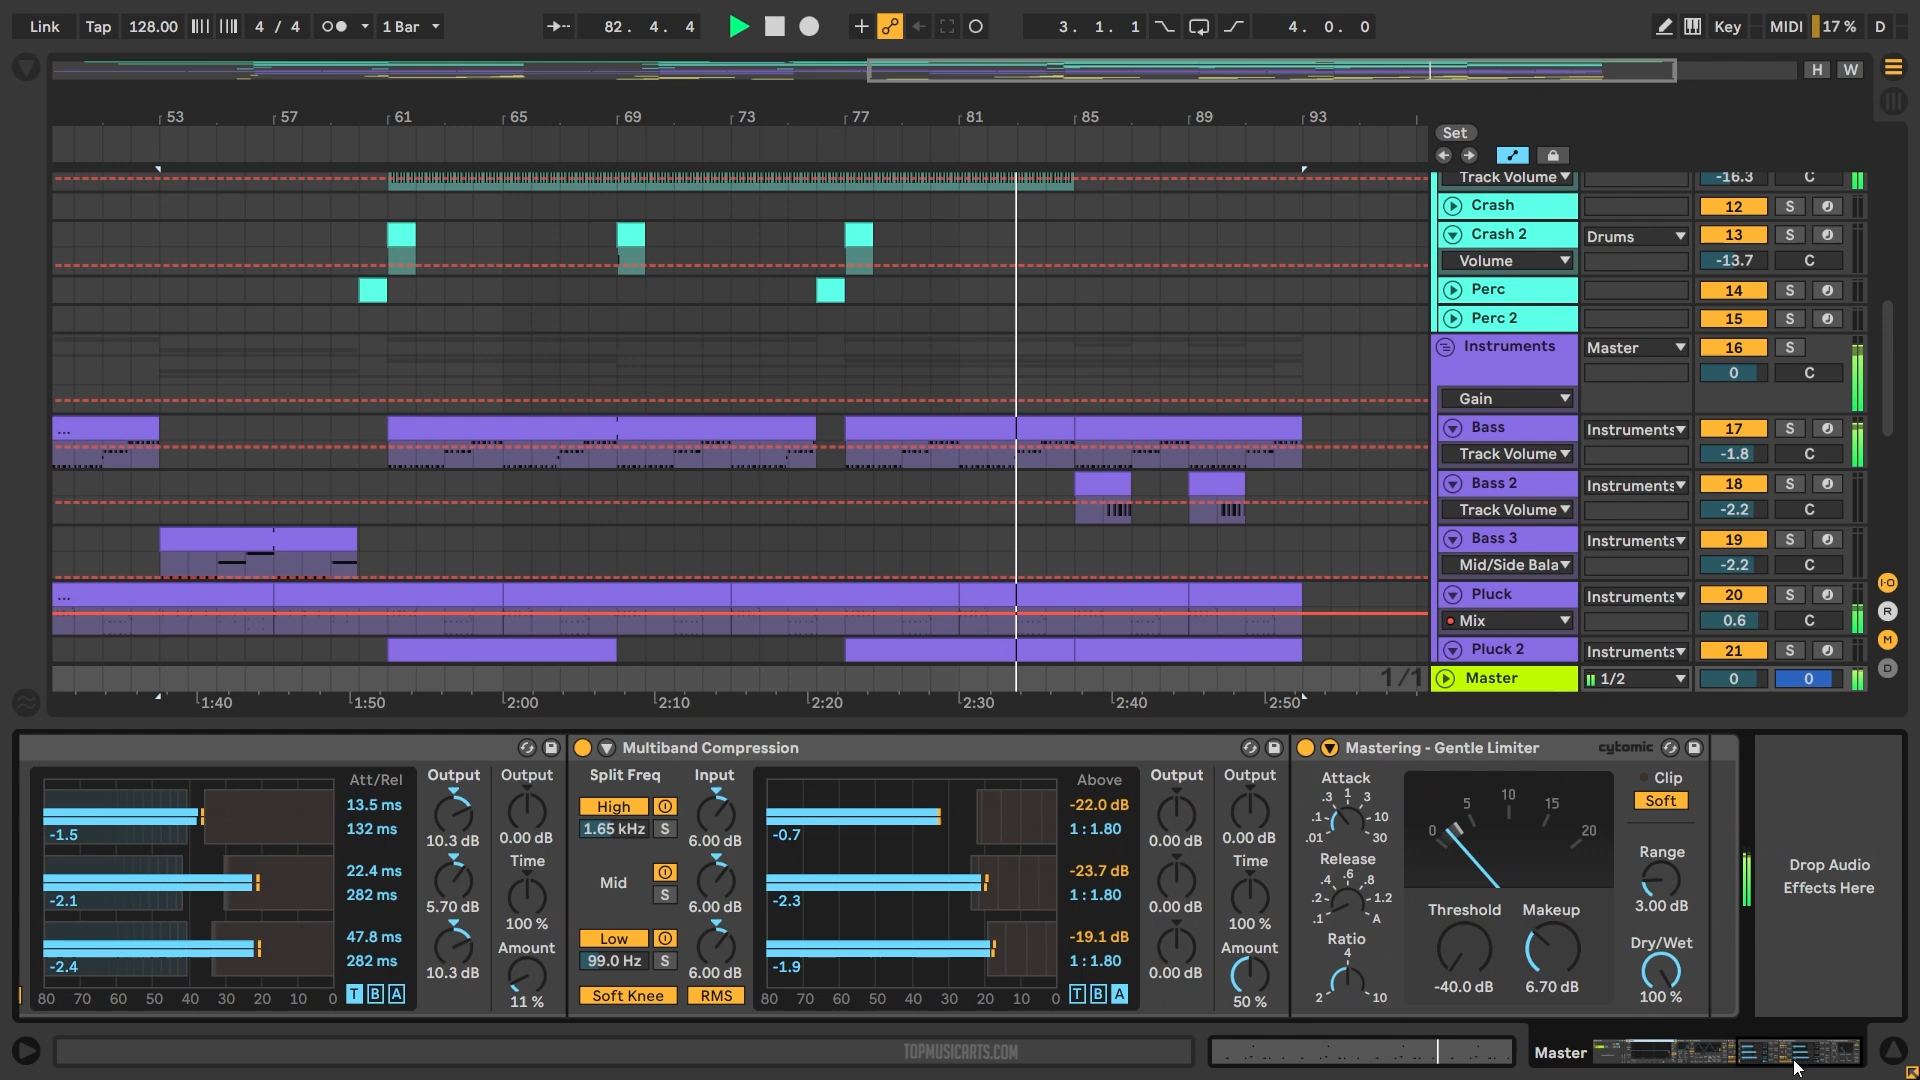 Link Tap 128.00 4 / 4 1 Bar 82. 4. 4 3. 1. 1 4. 0. 0 Key MIDI 17 % D
H W
53 57 61 65 69 73 77 81 85 89 93
Set
Track Volume -16.3 C
Crash 12 S
Crash 2 Drums 13 S
Volume -13.7 C
Perc 14 S
Perc 2 15 S
Instruments Master 16 S
0 C
Gain
... Bass Instruments 17 S
Track Volume -1.8 C
Bass 2 Instruments 18 S
Track Volume -2.2 C
Bass 3 Instruments 19 S
Mid/Side Bala -2.2 C
... Pluck Instruments 20 S
Mix 0.6 C
Pluck 2 Instruments 21 S
1/1 Master 1/2 0 0
1:40 1:50 2:00 2:10 2:20 2:30 2:40 2:50
I·O
R
M
D
Att/Rel
13.5 ms
132 ms
22.4 ms
282 ms
47.8 ms
282 ms
-1.5
-2.1
-2.4
80 70 60 50 40 30 20 10 0
T B A
Output
10.3 dB
5.70 dB
10.3 dB
Output
0.00 dB
Time
100 %
Amount
11 %
Multiband Compression
Split Freq
High
1.65 kHz S
Mid
S
Low
99.0 Hz S
Soft Knee
Input
6.00 dB
6.00 dB
6.00 dB
RMS
-0.7
-2.3
-1.9
80 70 60 50 40 30 20 10 0
Above
-22.0 dB
1 : 1.80
-23.7 dB
1 : 1.80
-19.1 dB
1 : 1.80
T B A
Output
0.00 dB
0.00 dB
0.00 dB
Output
0.00 dB
Time
100 %
Amount
50 %
Mastering - Gentle Limiter cytomic
Attack
.3 1 3
.1 10
.01 30
Release
.6
.4 .8
.2 1.2
.1 A
Ratio
4
2 10
0 5 10 15 20
Threshold
-40.0 dB
Makeup
6.70 dB
Clip
Soft
Range
3.00 dB
Dry/Wet
100 %
Drop Audio
Effects Here
TOPMUSICARTS.COM
Master